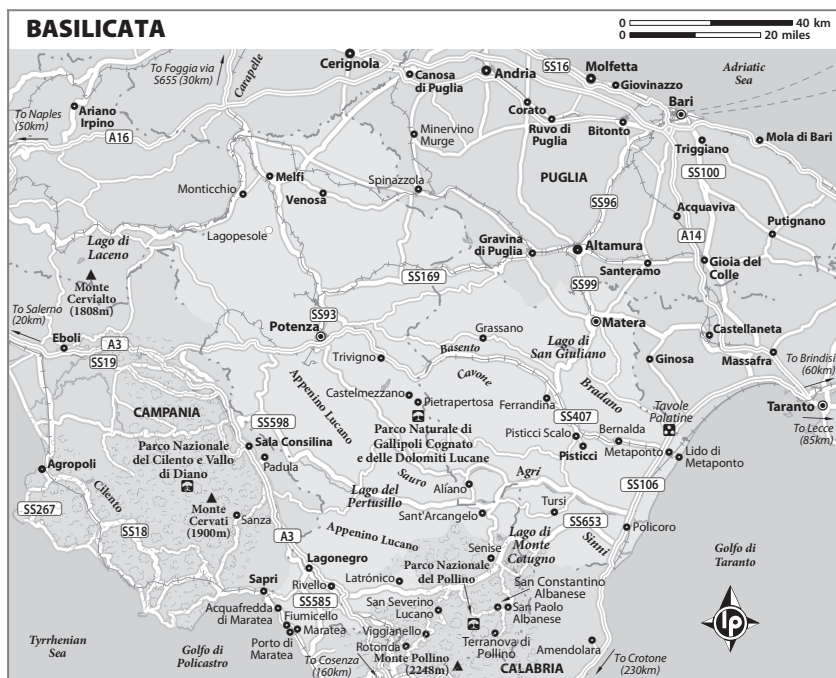 BASILICATA
0 40 km
0 20 miles
To Foggia via
S655 (30km)
Carapelle
Cerignola
Canosa
di Puglia
Andria
SS16
Molfetta
Giovinazzo
Adriatic
Sea
To Naples
(50km)
Ariano
Irpino
A16
Corato
Ruvo di
Puglia
Bitonto
Bari
Minervino
Murge
Triggiano
Mola di Bari
SS100
Monticchio
Melfi
Venosa
Spinazzola
PUGLIA
SS96
Acquaviva
Putignano
Lagopesole
Lago di
Laceno
Monte
Cervialto
(1808m)
Gravina
di Puglia
Altamura
A14
SS169
Santeramo
Gioia del
Colle
SS99
To Salerno
(20km)
Eboli
A3
SS19
SS93
Potenza
Grassano
Lago di
San Giuliano
Matera
Castellaneta
Trivigno
Basento
Cavone
Ginosa
Massafra
To Brindisi
(60km)
Appenino Lucano
Castelmezzano
Pietrapertosa
Ferrandina
Bradano
Tavole
Palatine
Taranto
To Lecce
(85km)
CAMPANIA
SS598
Parco Naturale di
Gallipoli Cognato
e delle Dolomiti Lucane
SS407
Pisticci Scalo
Bernalda
Pisticci
Metaponto
Lido di
Metaponto
Parco Nazionale
del Cilento e Vallo
di Diano
Sala Consilina
Padula
Agropoli
Cilento
Sauro
Aliano
Agri
SS106
SS267
SS18
Monte
Cervati
(1900m)
Sanza
Lago del
Pertusillo
Sant'Arcangelo
Tursi
SS653
Sinni
Policoro
A3
Appenino Lucano
Lago di
Monte
Cotugno
Golfo di
Taranto
Lagonegro
Latrónico
Parco Nazionale
del Pollino
Senise
San Constantino
Albanese
Sapri
Rivello
SS585
Acquafredda
di Maratea
Fiumicello
Maratea
Porto di
Maratea
San Severino
Lucano
San Paolo
Albanese
Viggianello
Rotonda
Terranova di
Pollino
Amendolara
Tyrrhenian
Sea
Golfo di
Policastro
To Cosenza
(160km)
Monte Pollino
(2248m)
CALABRIA
To Crotone
(230km)
lp